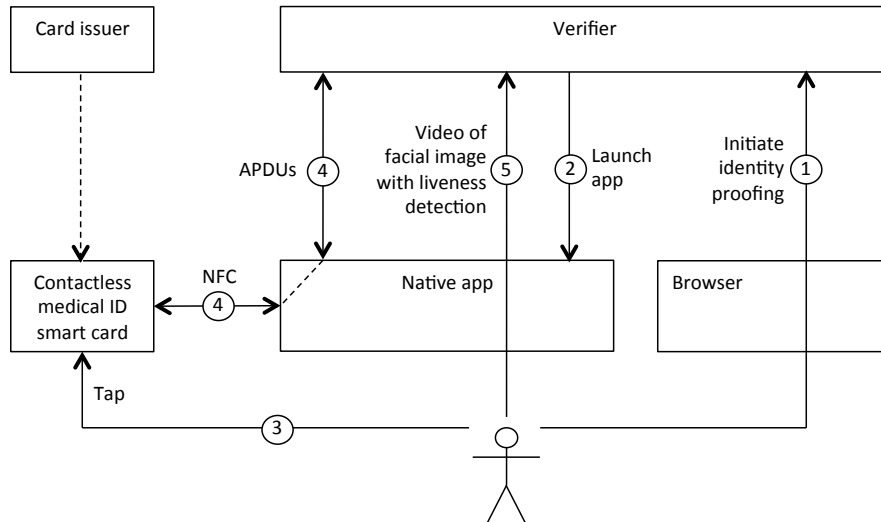 Card issuer
Verifier
APDUs
4
Video of
facial image
with liveness
detection
5
2
Launch
app
Initiate
identity
proofing
1
Contactless
medical ID
smart card
NFC
4
Native app
Browser
Tap
3